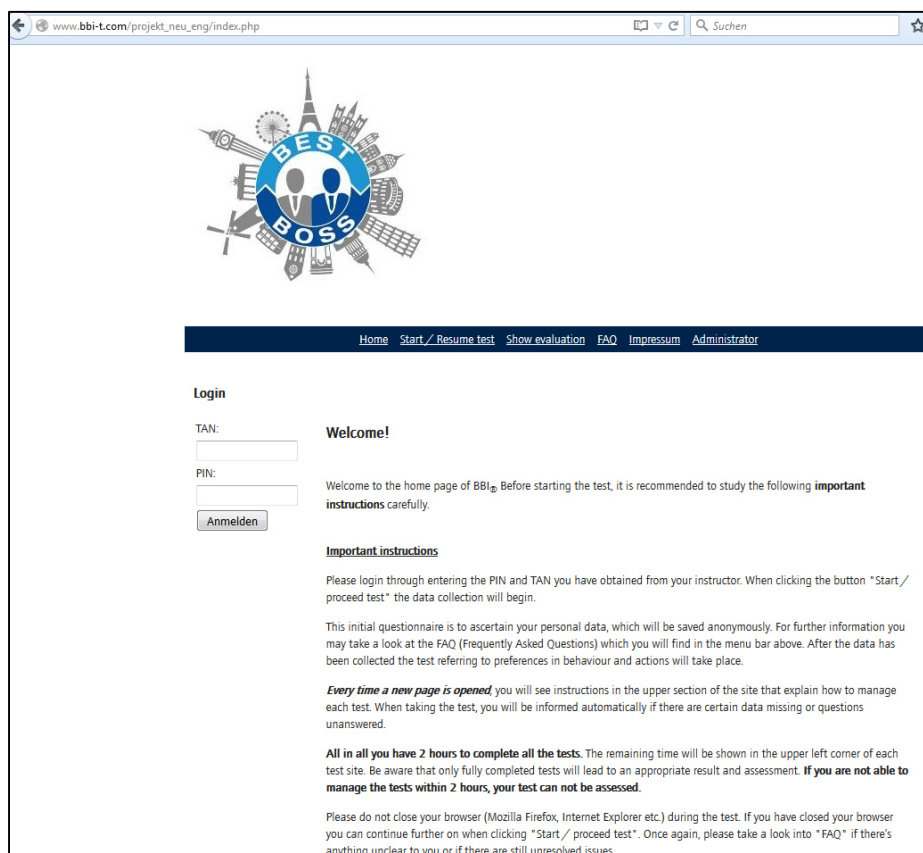 www.bbi-t.com/projekt_neu_eng/index.php
Suchen
BEST
BOSS
Home Start / Resume test Show evaluation FAQ Impressum Administrator
Login
TAN:
Welcome!
PIN:
Welcome to the home page of BBI®. Before starting the test, it is recommended to study the following important
instructions carefully.
Anmelden
Important instructions
Please login through entering the PIN and TAN you have obtained from your instructor. When clicking the button "Start /
proceed test" the data collection will begin.
This initial questionnaire is to ascertain your personal data, which will be saved anonymously. For further information you
may take a look at the FAQ (Frequently Asked Questions) which you will find in the menu bar above. After the data has
been collected the test referring to preferences in behaviour and actions will take place.
Every time a new page is opened, you will see instructions in the upper section of the site that explain how to manage
each test. When taking the test, you will be informed automatically if there are certain data missing or questions
unanswered.
All in all you have 2 hours to complete all the tests. The remaining time will be shown in the upper left corner of each
test site. Be aware that only fully completed tests will lead to an appropriate result and assessment. If you are not able to
manage the tests within 2 hours, your test can not be assessed.
Please do not close your browser (Mozilla Firefox, Internet Explorer etc.) during the test. If you have closed your browser
you can continue further on when clicking "Start / proceed test". Once again, please take a look into "FAQ" if there's
anything unclear to you or if there are still unresolved issues.